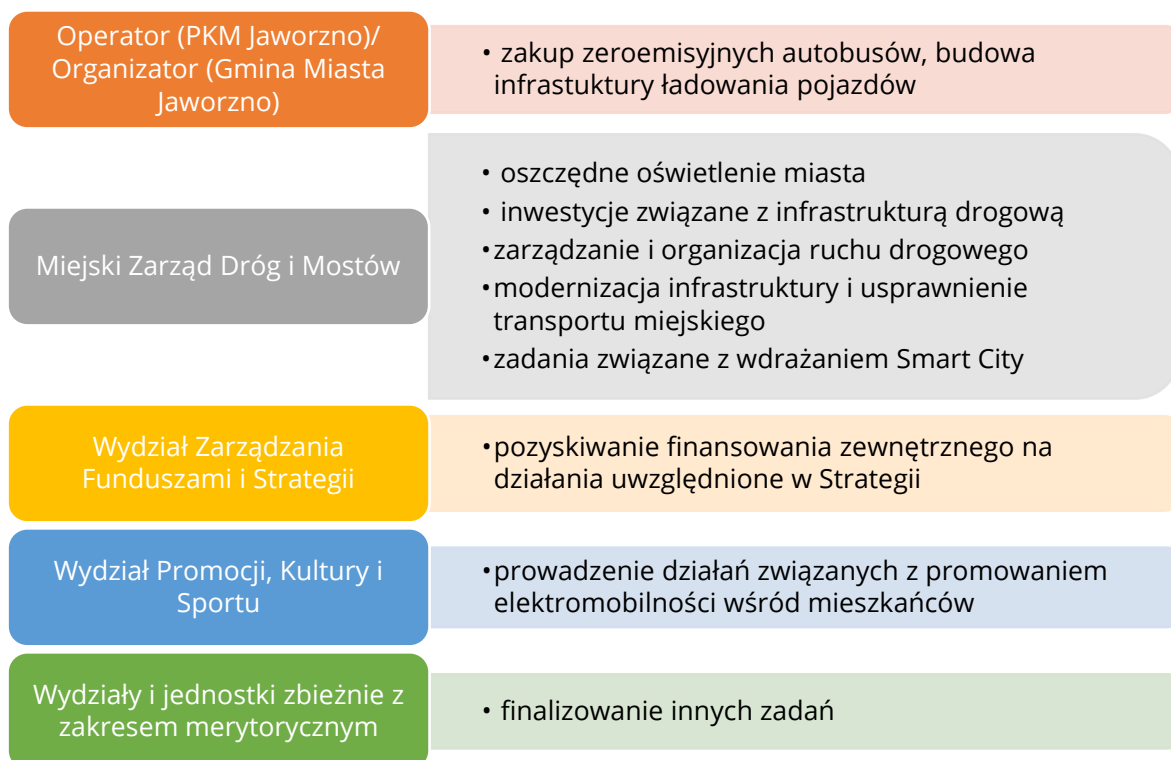 Operator (PKM Jaworzno)/
Organizator (Gmina Miasta
Jaworzno)
• zakup zeroemisyjnych autobusów, budowa
infrastuktury ładowania pojazdów
Miejski Zarząd Dróg i Mostów
• oszczędne oświetlenie miasta
• inwestycje związane z infrastrukturą drogową
• zarządzanie i organizacja ruchu drogowego
• modernizacja infrastruktury i usprawnienie
transportu miejskiego
• zadania związane z wdrażaniem Smart City
Wydział Zarządzania
Funduszami i Strategii
• pozyskiwanie finansowania zewnętrznego na
działania uwzględnione w Strategii
Wydział Promocji, Kultury i
Sportu
• prowadzenie działań związanych z promowaniem
elektromobilności wśród mieszkańców
Wydziały i jednostki zbieżnie z
zakresem merytorycznym
• finalizowanie innych zadań